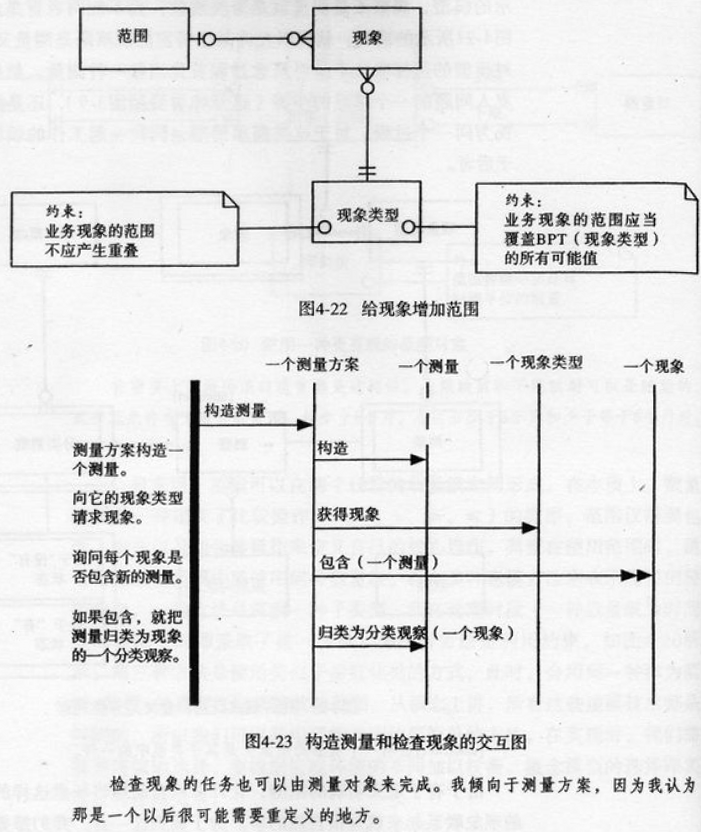 范围
现象
现象类型
约束：
业务现象的范围
不应产生重叠
约束：
业务现象的范围应当
覆盖BPT（现象类型）
的所有可能值
图4-22 给现象增加范围
一个测量方案
一个测量
一个现象类型
一个现象
构造测量
测量方案构造一
个测量。
构造
向它的现象类型
请求现象。
获得现象
询问每个现象是
否包含新的测量。
包含（一个测量）
如果包含，就把
测量归类为现象
的一个分类观察。
归类为分类观察（一个现象）
图4-23 构造测量和检查现象的交互图
检查现象的任务也可以由测量对象来完成。我倾向于测量方案，因为我认为
那是一个以后很可能需要重定义的地方。